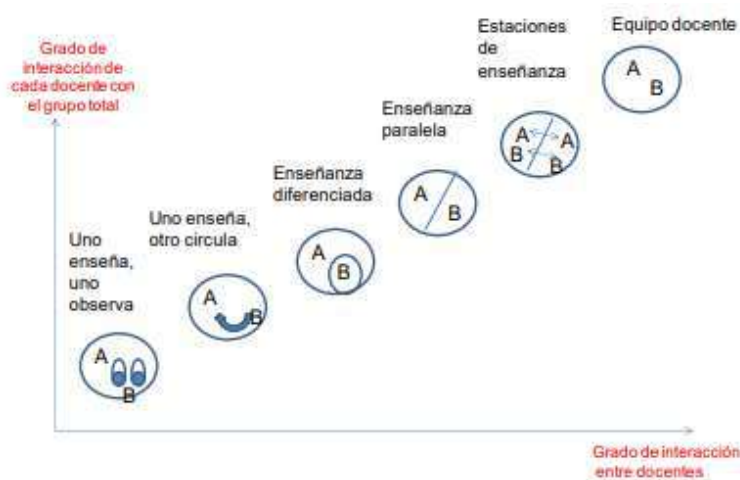 Grado de
interacción de
cada docente con
el grupo total
Uno
enseña,
uno
observa
A
B
Uno enseña,
otro circula
A
B
Enseñanza
diferenciada
A
B
Enseñanza
paralela
A
B
Estaciones
de
enseñanza
A
A
B
B
Equipo docente
A
B
Grado de interacción
entre docentes